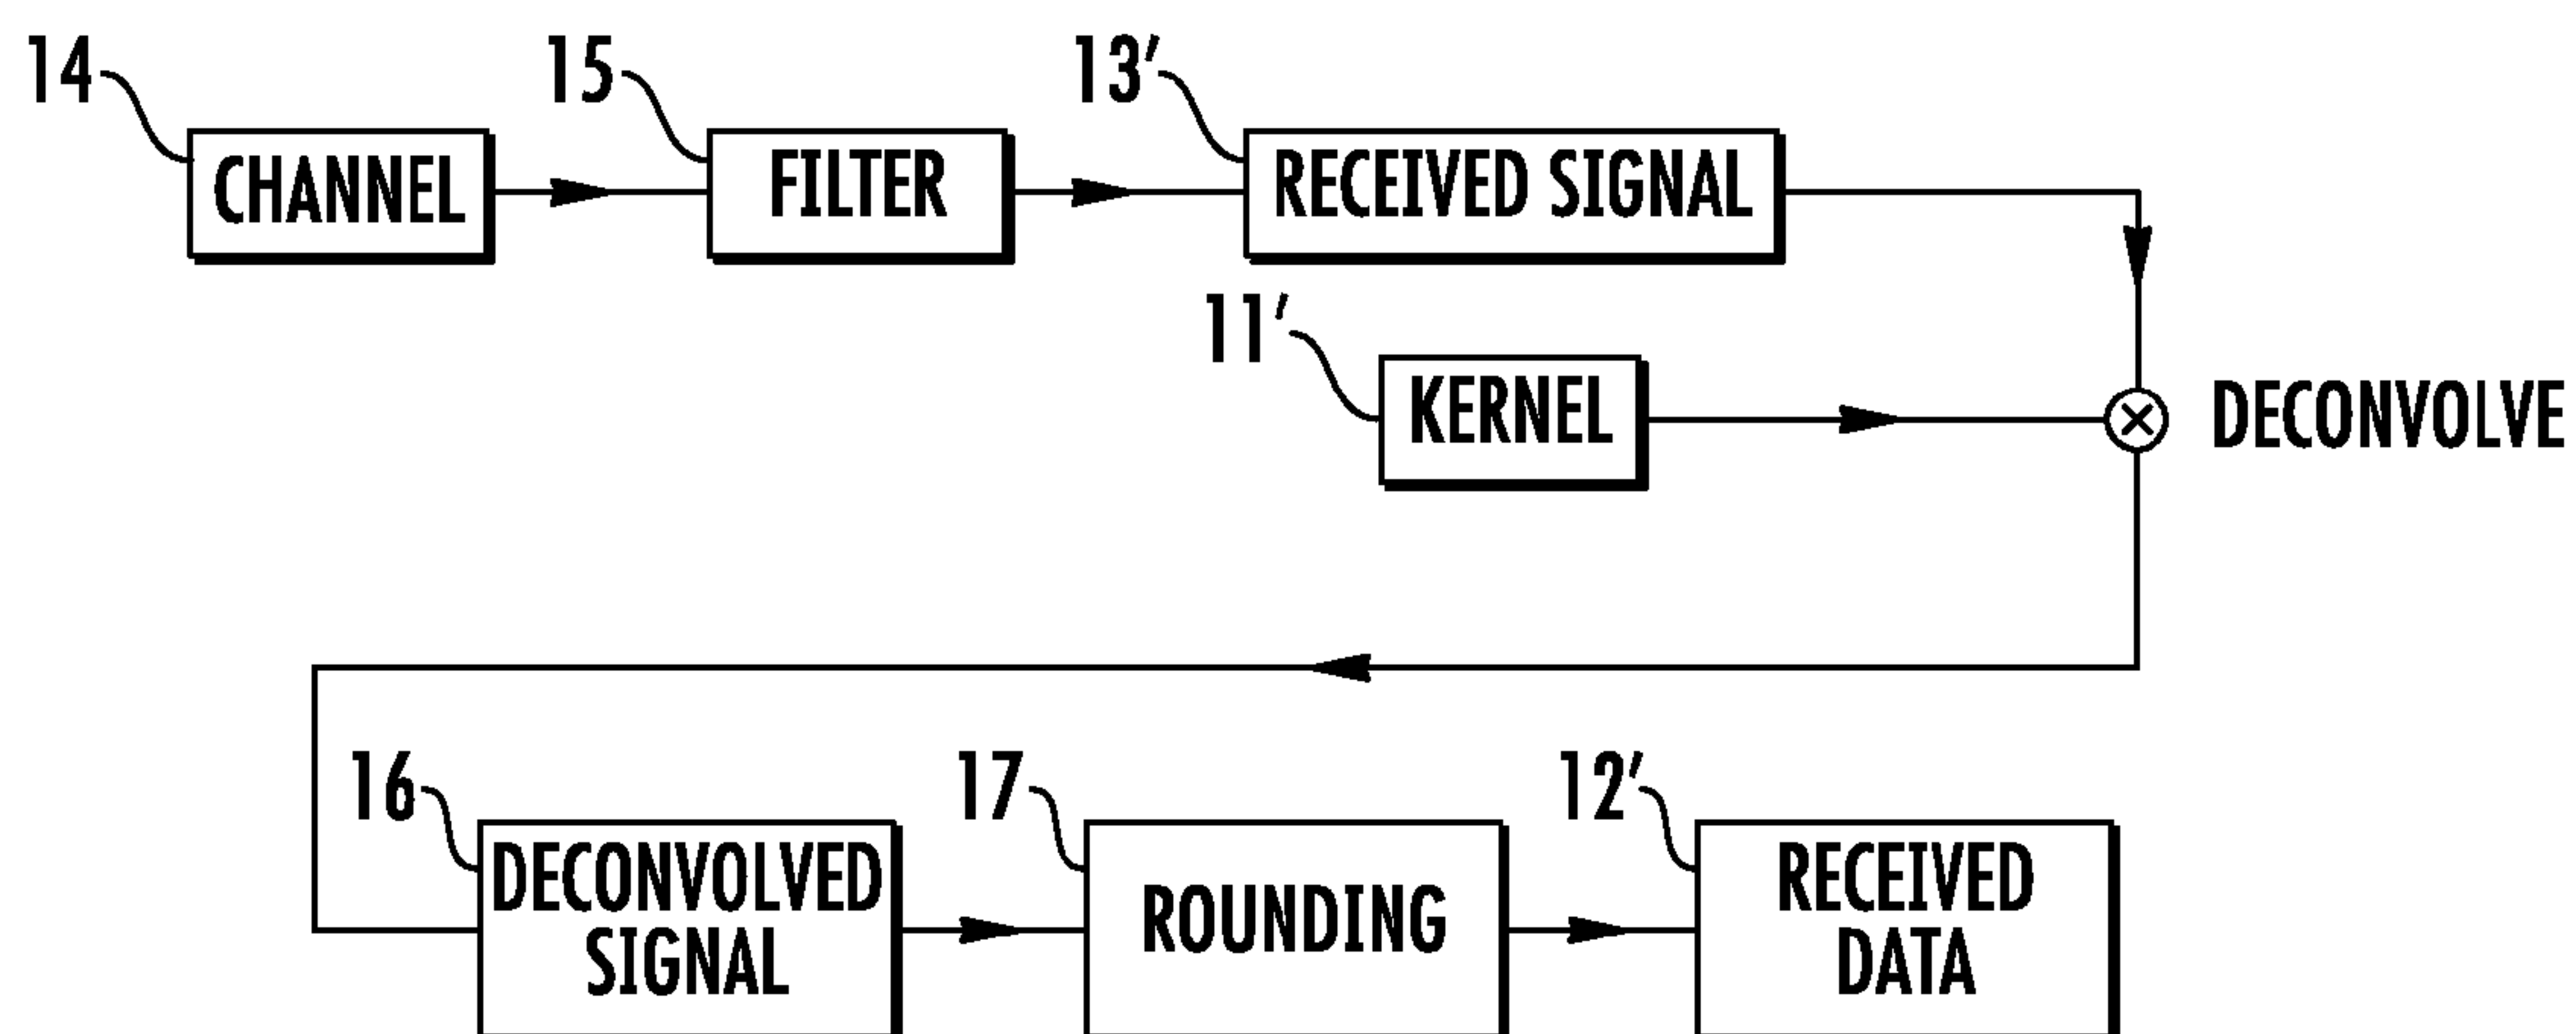 14
15
13′
CHANNEL
FILTER
RECEIVED SIGNAL
11′
KERNEL
DECONVOLVE
16
17
12′
DECONVOLVED
SIGNAL
ROUNDING
RECEIVED
DATA